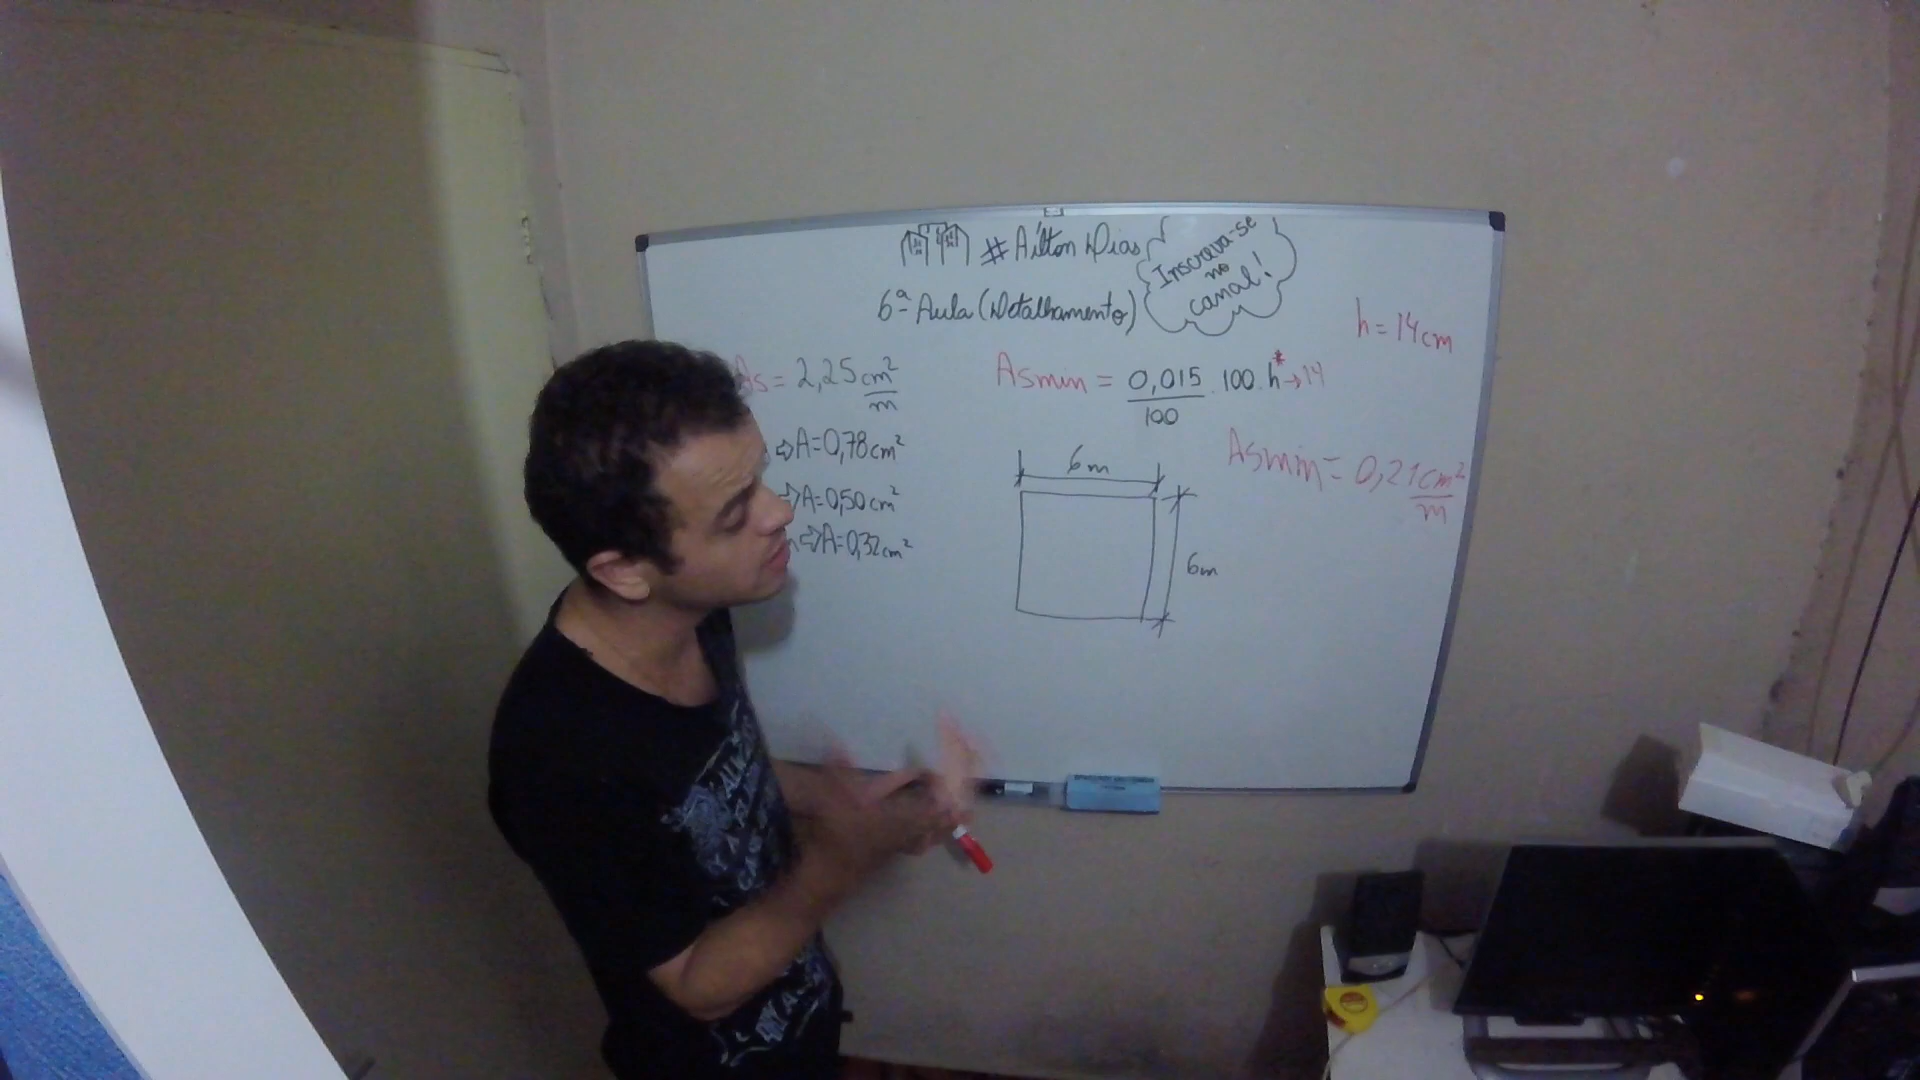 # Ailton Dias
Inscreva-se
no
canal!
6ª Aula (Detalhamento)
h = 14cm
As = 2,25 cm²
m
Asmin = 0,015 . 100 . h* → 14
100
⇨ A=0,78cm²
⇨ A=0,50cm²
⇨ A=0,32cm²
6m
6m
Asmin = 0,21 cm²
m